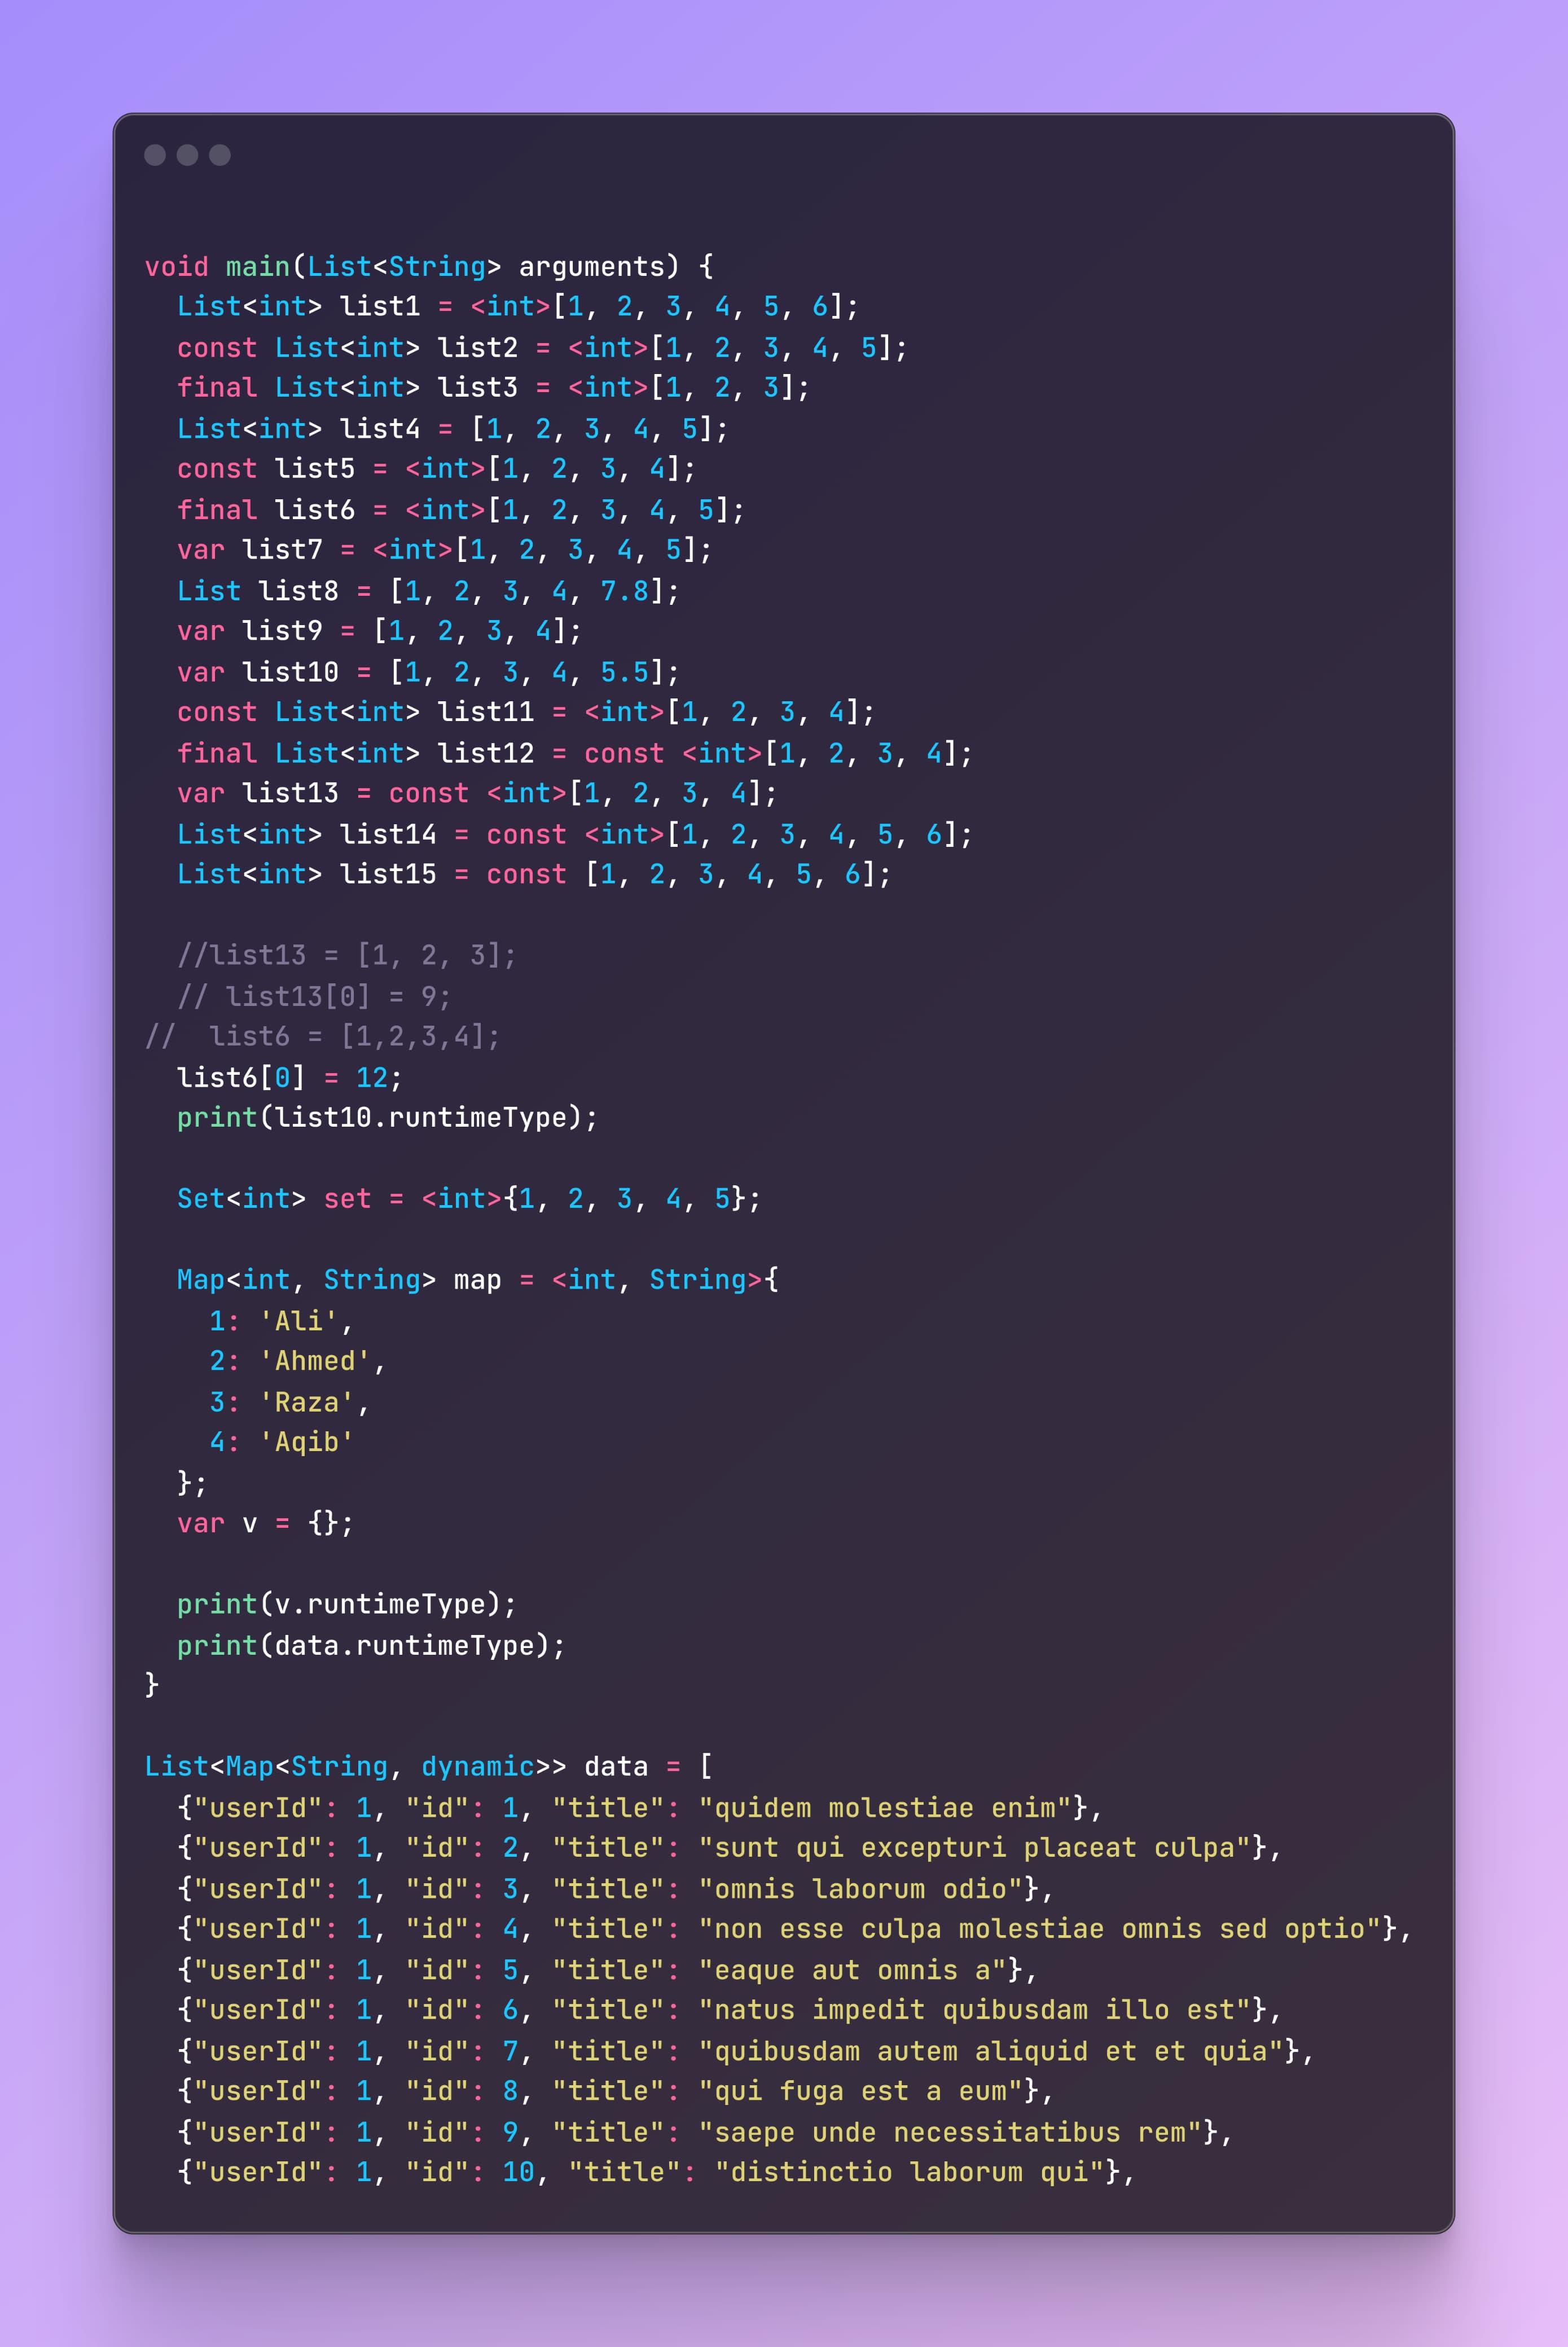 void main(List<String> arguments) {
  List<int> list1 = <int>[1, 2, 3, 4, 5, 6];
  const List<int> list2 = <int>[1, 2, 3, 4, 5];
  final List<int> list3 = <int>[1, 2, 3];
  List<int> list4 = [1, 2, 3, 4, 5];
  const list5 = <int>[1, 2, 3, 4];
  final list6 = <int>[1, 2, 3, 4, 5];
  var list7 = <int>[1, 2, 3, 4, 5];
  List list8 = [1, 2, 3, 4, 7.8];
  var list9 = [1, 2, 3, 4];
  var list10 = [1, 2, 3, 4, 5.5];
  const List<int> list11 = <int>[1, 2, 3, 4];
  final List<int> list12 = const <int>[1, 2, 3, 4];
  var list13 = const <int>[1, 2, 3, 4];
  List<int> list14 = const <int>[1, 2, 3, 4, 5, 6];
  List<int> list15 = const [1, 2, 3, 4, 5, 6];

  //list13 = [1, 2, 3];
  // list13[0] = 9;
//  list6 = [1,2,3,4];
  list6[0] = 12;
  print(list10.runtimeType);

  Set<int> set = <int>{1, 2, 3, 4, 5};

  Map<int, String> map = <int, String>{
    1: 'Ali',
    2: 'Ahmed',
    3: 'Raza',
    4: 'Aqib'
  };
  var v = {};

  print(v.runtimeType);
  print(data.runtimeType);
}

List<Map<String, dynamic>> data = [
  {"userId": 1, "id": 1, "title": "quidem molestiae enim"},
  {"userId": 1, "id": 2, "title": "sunt qui excepturi placeat culpa"},
  {"userId": 1, "id": 3, "title": "omnis laborum odio"},
  {"userId": 1, "id": 4, "title": "non esse culpa molestiae omnis sed optio"},
  {"userId": 1, "id": 5, "title": "eaque aut omnis a"},
  {"userId": 1, "id": 6, "title": "natus impedit quibusdam illo est"},
  {"userId": 1, "id": 7, "title": "quibusdam autem aliquid et et quia"},
  {"userId": 1, "id": 8, "title": "qui fuga est a eum"},
  {"userId": 1, "id": 9, "title": "saepe unde necessitatibus rem"},
  {"userId": 1, "id": 10, "title": "distinctio laborum qui"},